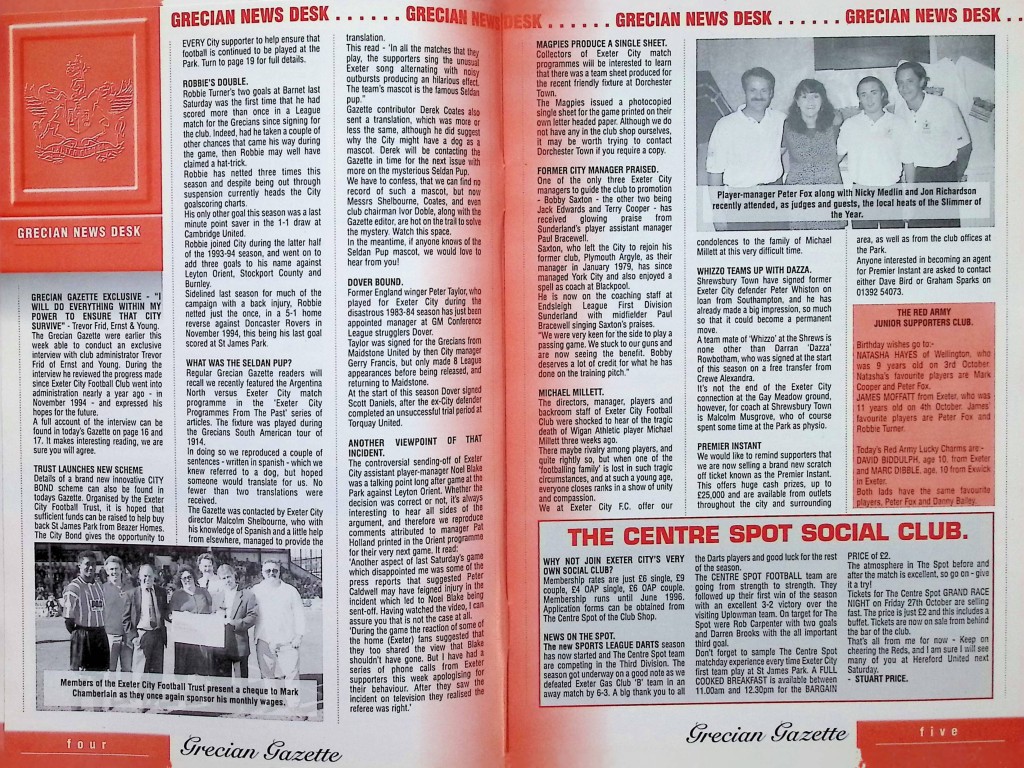 GRECIAN NEWS DESK . . . . . . GRECIAN NEWS DESK . . . . . . GRECIAN NEWS DESK . . . . . . GRECIAN NEWS DESK . .
GRECIAN NEWS DESK
GRECIAN GAZETTE EXCLUSIVE - "I
WILL DO EVERYTHING WITHIN MY
POWER TO ENSURE THAT CITY
SURVIVE" - Trevor Frid, Ernst & Young.
The Grecian Gazette were earlier this
week able to conduct an exclusive
interview with club administrator Trevor
Frid of Ernst and Young. During the
interview he reviewed the progress made
since Exeter City Football Club went into
administration nearly a year ago - in
November 1994 - and expressed his
hopes for the future.
A full account of the interview can be
found in today's Gazette on page 16 and
17. It makes interesting reading, we are
sure you will agree.
TRUST LAUNCHES NEW SCHEME
Details of a brand new innovative CITY
BOND scheme can also be found in
todays Gazette. Organised by the Exeter
City Football Trust, it is hoped that
sufficient funds can be raised to help buy
back St James Park from Beazer Homes.
The City Bond gives the opportunity to
EVERY City supporter to help ensure that
football is continued to be played at the
Park. Turn to page 19 for full details.
ROBBIE'S DOUBLE.
Robbie Turner's two goals at Barnet last
Saturday was the first time that he had
scored more than once in a League
match for the Grecians since signing for
the club. Indeed, had he taken a couple of
other chances that came his way during
the game, then Robbie may well have
claimed a hat-trick.
Robbie has netted three times this
season and despite being out through
suspension currently heads the City
goalscoring charts.
His only other goal this season was a last
minute point saver in the 1-1 draw at
Cambridge United.
Robbie joined City during the latter half
of the 1993-94 season, and went on to
add three goals to his name against
Leyton Orient, Stockport County and
Burnley.
Sidelined last season for much of the
campaign with a back injury, Robbie
netted just the once, in a 5-1 home
reverse against Doncaster Rovers in
November 1994, this being his last goal
scored at St James Park.
WHAT WAS THE SELDAN PUP?
Regular Grecian Gazette readers will
recall we recently featured the Argentina
North versus Exeter City match
programme in the 'Exeter City
Programmes From The Past' series of
articles. The fixture was played during
the Grecians South American tour of
1914.
In doing so we reproduced a couple of
sentences - written in spanish - which we
knew referred to a dog, but hoped
someone would translate for us. No
fewer than two translations were
received.
The Gazette was contacted by Exeter City
director Malcolm Shelbourne, who with
his knowledge of Spanish and a little help
from elsewhere, managed to provide the
translation.
This read - 'In all the matches that they
play, the supporters sing the unusual
Exeter song alternating with noisy
outbursts producing an hilarious effect.
The team's mascot is the famous Seldan
pup."
Gazette contributor Derek Coates also
sent a translation, which was more or
less the same, although he did suggest
why the City might have a dog as a
mascot. Derek will be contacting the
Gazette in time for the next issue with
more on the mysterious Seldan Pup.
We have to confess, that we can find no
record of such a mascot, but now
Messrs Shelbourne, Coates, and even
club chairman Ivor Doble, along with the
Gazette editor, are hot on the trail to solve
the mystery. Watch this space.
In the meantime, if anyone knows of the
Seldan Pup mascot, we would love to
hear from you!
DOVER BOUND.
Former England winger Peter Taylor, who
played for Exeter during the
disastrous 1983-84 season has just been
appointed manager at GM Conference
League strugglers Dover.
Taylor was signed for the Grecians from
Maidstone United by then City manager
Gerry Francis, but only made 8 League
appearances before being released, and
returning to Maidstone.
At the start of this season Dover signed
Scott Daniels, after the ex-City defender
completed an unsuccessful trial period at
Torquay United.
ANOTHER VIEWPOINT OF THAT
INCIDENT.
The controversial sending-off of Exeter
City assistant player-manager Noel Blake
was a talking point long after game at the
Park against Leyton Orient. Whether the
decision was correct or not, it's always
interesting to hear all sides of the
argument, and therefore we reproduce
comments attributed to manager Pat
Holland printed in the Orient programme
for their very next game. It read:
'Another aspect of last Saturday's game
which disappointed me was some of the
press reports that suggested Peter
Caldwell may have feigned injury in the
incident which led to Noel Blake being
sent-off. Having watched the video, I can
assure you that is not the case at all.
'During the game the reaction of some of
the home (Exeter) fans suggested that
they too shared the view that Blake
shouldn't have gone. But I have had a
series of phone calls from Exeter
supporters this week apologising for
their behaviour. After they saw the
incident on television they realised the
referee was right.'
Members of the Exeter City Football Trust present a cheque to Mark
Chamberlain as they once again sponsor his monthly wages.
four
Grecian Gazette
MAGPIES PRODUCE A SINGLE SHEET.
Collectors of Exeter City match
programmes will be interested to learn
that there was a team sheet produced for
the recent friendly fixture at Dorchester
Town.
The Magpies issued a photocopied
single sheet for the game printed on their
own letter headed paper. Although we do
not have any in the club shop ourselves,
it may be worth trying to contact
Dorchester Town if you require a copy.
FORMER CITY MANAGER PRAISED.
One of the only three Exeter City
managers to guide the club to promotion
- Bobby Saxton - the other two being
Jack Edwards and Terry Cooper - has
received glowing praise from
Sunderland's player assistant manager
Paul Bracewell.
Saxton, who left the City to rejoin his
former club, Plymouth Argyle, as their
manager in January 1979, has since
managed York City and also enjoyed a
spell as coach at Blackpool.
He is now on the coaching staff at
Endsleigh League First Division
Sunderland with midfielder Paul
Bracewell singing Saxton's praises.
"We were very keen for the side to play a
passing game. We stuck to our guns and
are now seeing the benefit. Bobby
deserves a lot of credit for what he has
done on the training pitch."
MICHAEL MILLETT.
The directors, manager, players and
backroom staff of Exeter City Football
Club were shocked to hear of the tragic
death of Wigan Athletic player Michael
Millett three weeks ago.
There maybe rivalry among players, and
quite rightly so, but when one of the
'footballing family' is lost in such tragic
circumstances, and at such a young age,
everyone closes ranks in a show of unity
and compassion.
We at Exeter City F.C. offer our
Player-manager Peter Fox along with Nicky Medlin and Jon Richardson
recently attended, as judges and guests, the local heats of the Slimmer of
the Year.
condolences to the family of Michael
Millett at this very difficult time.
WHIZZO TEAMS UP WITH DAZZA.
Shrewsbury Town have signed former
Exeter City defender Peter Whiston on
loan from Southampton, and he has
already made a big impression, so much
so that it could become a permanent
move.
A team mate of 'Whizzo' at the Shrews is
none other than Darran 'Dazza'
Rowbotham, who was signed at the start
of this season on a free transfer from
Crewe Alexandra.
It's not the end of the Exeter City
connection at the Gay Meadow ground,
however, for coach at Shrewsbury Town
is Malcolm Musgrove, who of course
spent some time at the Park as physio.
PREMIER INSTANT
We would like to remind supporters that
we are now selling a brand new scratch
off ticket known as the Premier Instant.
This offers huge cash prizes, up to
£25,000 and are available from outlets
throughout the city and surrounding
area, as well as from the club offices at
the Park.
Anyone interested in becoming an agent
for Premier Instant are asked to contact
either Dave Bird or Graham Sparks on
01392 54073.
THE RED ARMY
JUNIOR SUPPORTERS CLUB.
Birthday wishes go to:-
NATASHA HAYES of Wellington, who
was 9 years old on 3rd October.
Natasha's favourite players are Mark
Cooper and Peter Fox.
JAMES MOFFATT from Exeter, who was
11 years old on 4th October. James'
favourite players are Peter Fox and
Robbie Turner.
Today's Red Army Lucky Charms are -
DAVID BIDDULPH, age 10, from Exeter
and MARC DIBBLE, age 10, from Exwick
in Exeter.
Both lads have the same favourite
players, Peter Fox and Danny Bailey.
THE CENTRE SPOT SOCIAL CLUB.
WHY NOT JOIN EXETER CITY'S VERY
OWN SOCIAL CLUB?
Membership rates are just £6 single, £9
couple, £4 OAP single, £6 OAP couple.
Membership runs until June 1996.
Application forms can be obtained from
The Centre Spot of the Club Shop.
NEWS ON THE SPOT.
The new SPORTS LEAGUE DARTS season
has now started and The Centre Spot team
are competing in the Third Division. The
season got underway on a good note as we
defeated Exeter Gas Club 'B' team in an
away match by 6-3. A big thank you to all
the Darts players and good luck for the rest
of the season.
The CENTRE SPOT FOOTBALL team are
going from strength to strength. They
followed up their first win of the season
with an excellent 3-2 victory over the
visiting Uplowman team. On target for The
Spot were Rob Carpenter with two goals
and Darren Brooks with the all important
third goal.
Don't forget to sample The Centre Spot
matchday experience every time Exeter City
first team play at St James Park. A FULL
COOKED BREAKFAST is available between
11.00am and 12.30pm for the BARGAIN
PRICE of £2.
The atmosphere in The Spot before and
after the match is excellent, so go on - give
it a try!
Tickets for The Centre Spot GRAND RACE
NIGHT on Friday 27th October are selling
fast. The price is just £2 and this includes a
buffet. Tickets are now on sale from behind
the bar of the club.
That's all from me for now - Keep on
cheering the Reds, and I am sure I will see
many of you at Hereford United next
Saturday.
- STUART PRICE.
Grecian Gazette
five